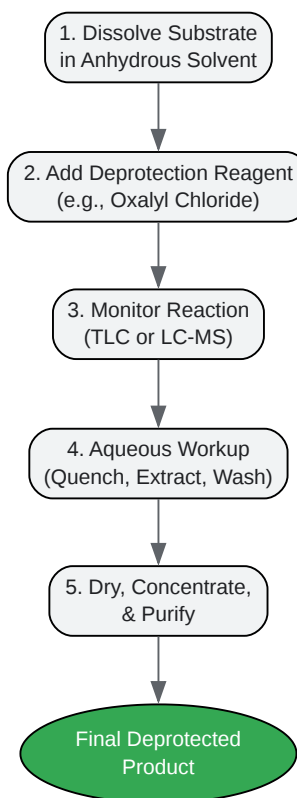 1. Dissolve Substrate
in Anhydrous Solvent
2. Add Deprotection Reagent
(e.g., Oxalyl Chloride)
3. Monitor Reaction
(TLC or LC-MS)
4. Aqueous Workup
(Quench, Extract, Wash)
5. Dry, Concentrate,
& Purify
Final Deprotected
Product